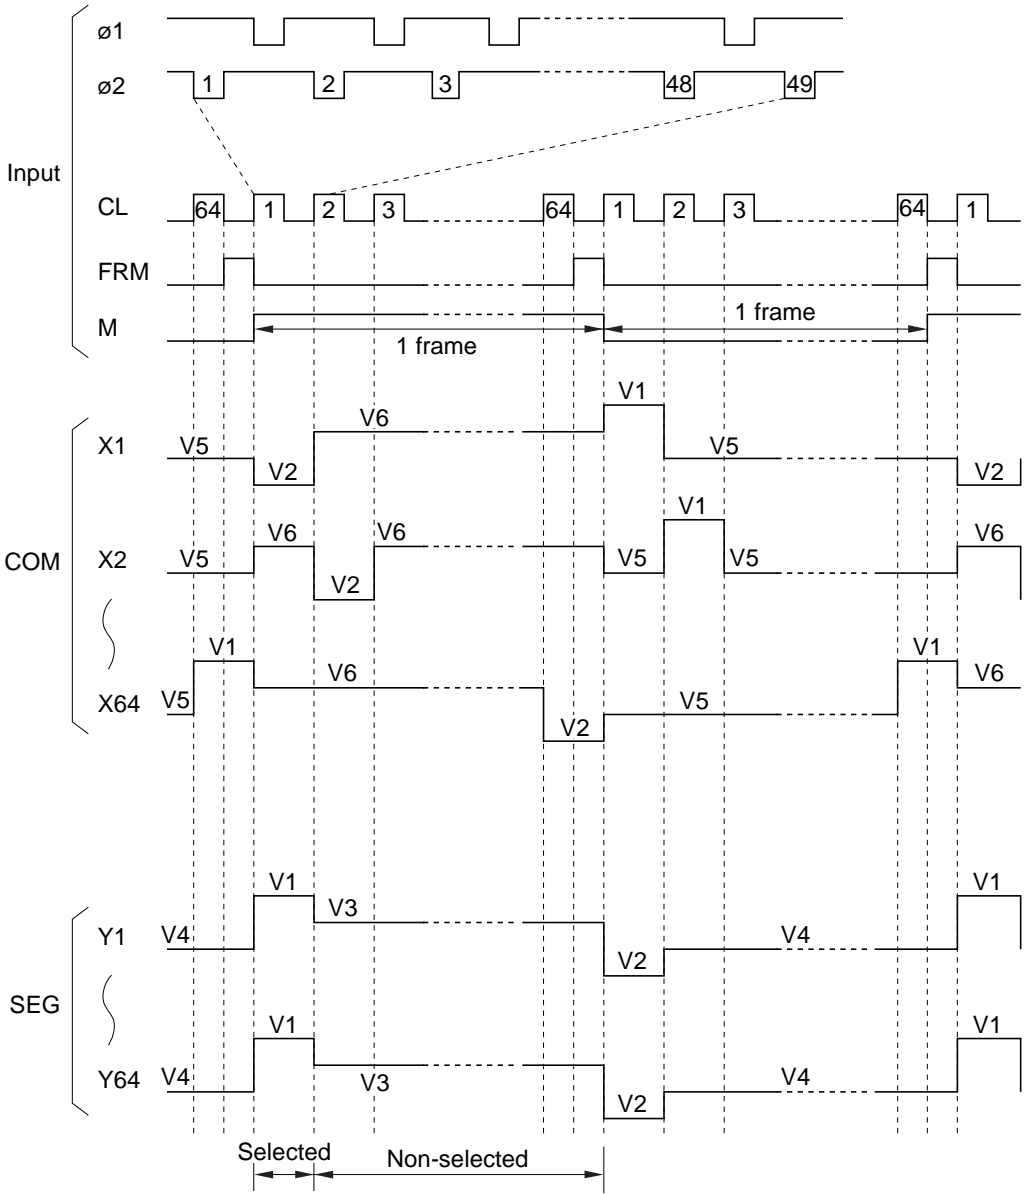 ø1
ø2 1 2 3 48 49
Input
CL 64 1 2 3 64 1 2 3 64 1
FRM
M 1 frame 1 frame
COM
X1 V5 V2 V6 V1 V5 V2
X2 V5 V6 V2 V6 V5 V1 V5 V6
X64 V5 V1 V6 V2 V5 V1 V6
SEG
Y1 V4 V1 V3 V2 V4 V1
Y64 V4 V1 V3 V2 V4 V1
Selected Non-selected